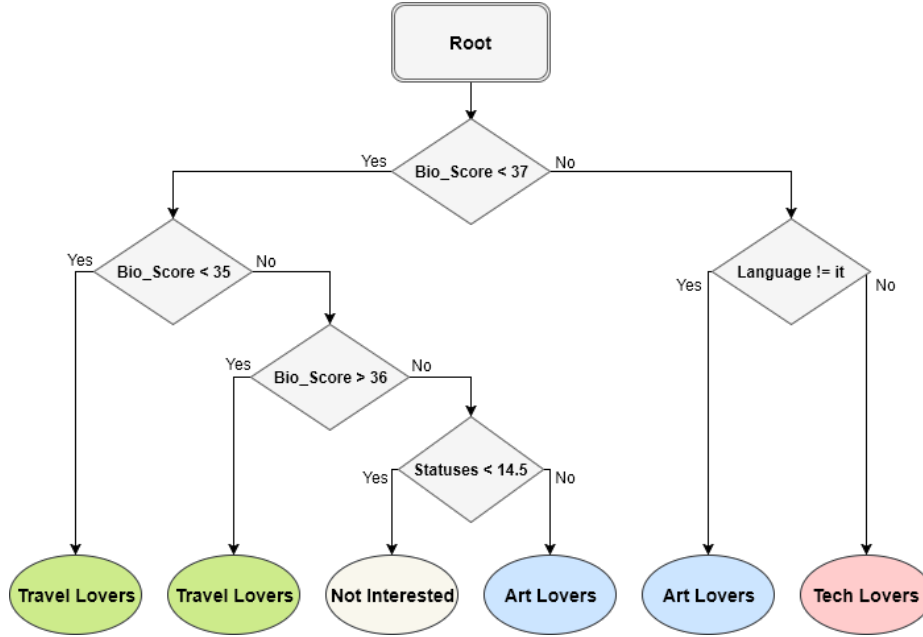 Root
Bio_Score < 37
Yes
No
Bio_Score < 35
Yes
No
Language != it
Yes
No
Bio_Score > 36
Yes
No
Statuses < 14.5
Yes
No
Travel Lovers
Travel Lovers
Not Interested
Art Lovers
Art Lovers
Tech Lovers